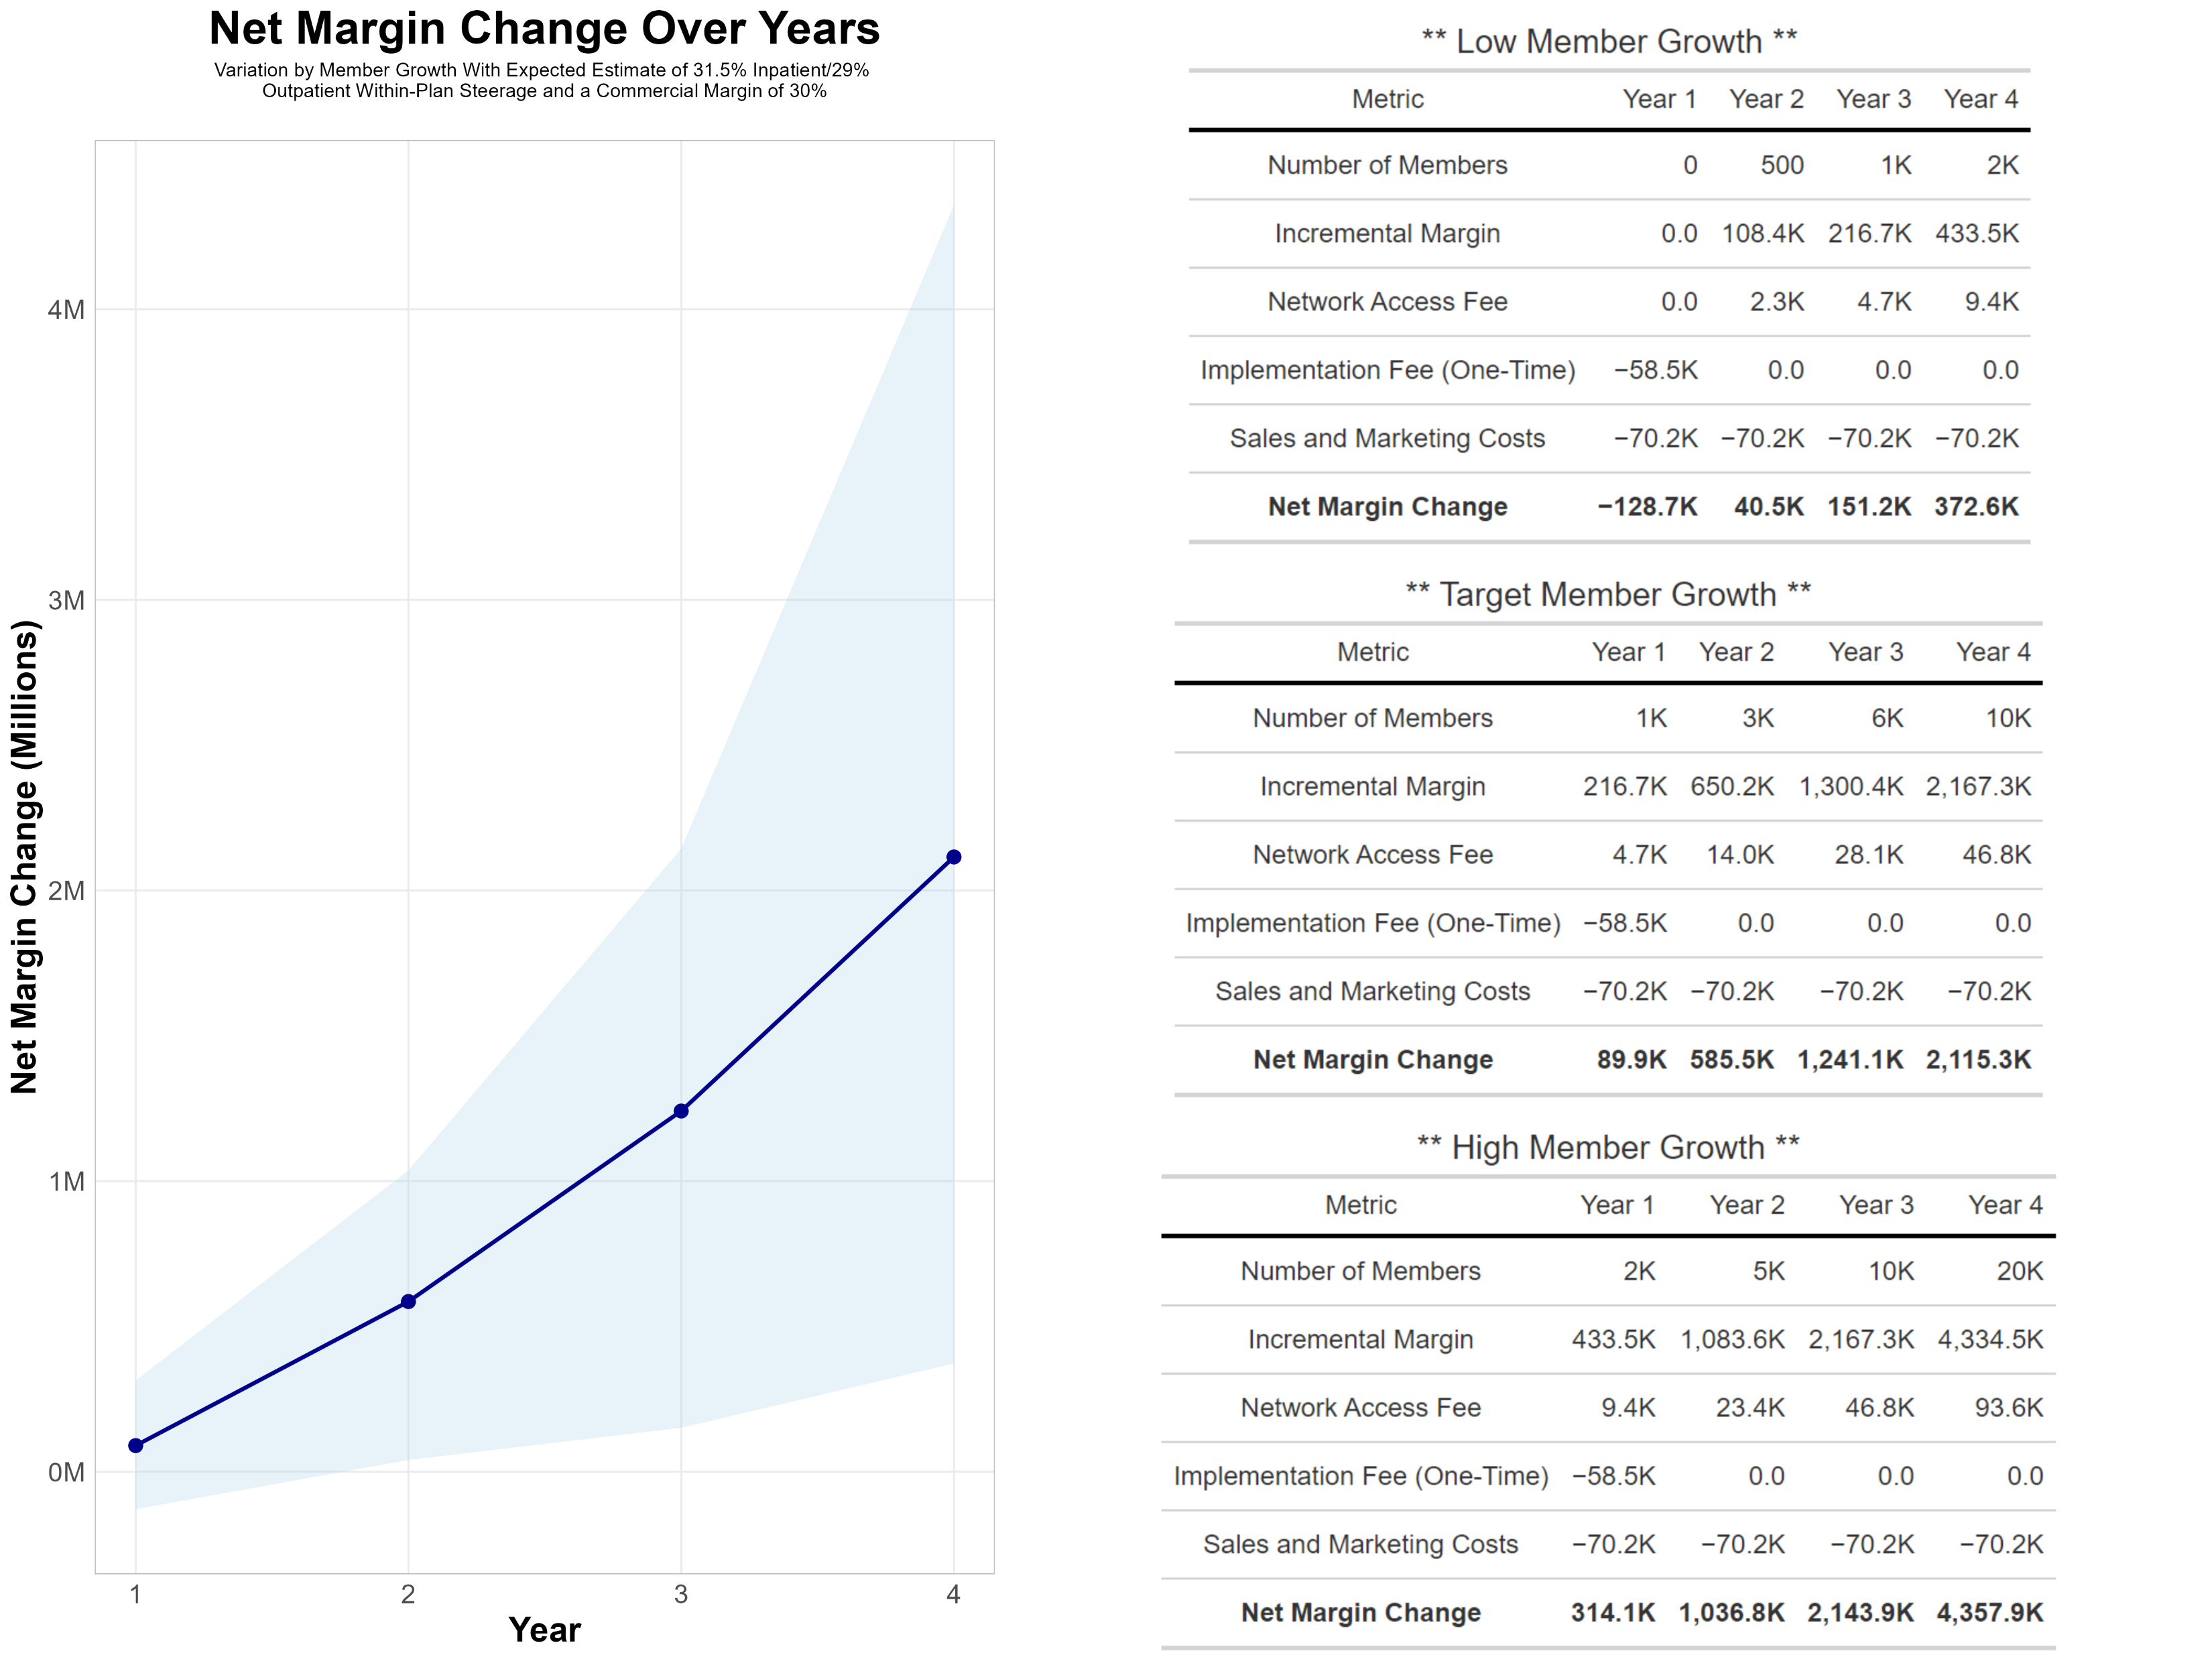 Net Margin Change Over Years
Variation by Member Growth With Expected Estimate of 31.5% Inpatient/29%
Outpatient Within-Plan Steerage and a Commercial Margin of 30%
Net Margin Change (Millions)
4M
3M
2M
1M
0M
1 2 3 4
Year
** Low Member Growth **
Metric Year 1 Year 2 Year 3 Year 4
Number of Members 0 500 1K 2K
Incremental Margin 0.0 108.4K 216.7K 433.5K
Network Access Fee 0.0 2.3K 4.7K 9.4K
Implementation Fee (One-Time) −58.5K 0.0 0.0 0.0
Sales and Marketing Costs −70.2K −70.2K −70.2K −70.2K
Net Margin Change −128.7K 40.5K 151.2K 372.6K
** Target Member Growth **
Metric Year 1 Year 2 Year 3 Year 4
Number of Members 1K 3K 6K 10K
Incremental Margin 216.7K 650.2K 1,300.4K 2,167.3K
Network Access Fee 4.7K 14.0K 28.1K 46.8K
Implementation Fee (One-Time) −58.5K 0.0 0.0 0.0
Sales and Marketing Costs −70.2K −70.2K −70.2K −70.2K
Net Margin Change 89.9K 585.5K 1,241.1K 2,115.3K
** High Member Growth **
Metric Year 1 Year 2 Year 3 Year 4
Number of Members 2K 5K 10K 20K
Incremental Margin 433.5K 1,083.6K 2,167.3K 4,334.5K
Network Access Fee 9.4K 23.4K 46.8K 93.6K
Implementation Fee (One-Time) −58.5K 0.0 0.0 0.0
Sales and Marketing Costs −70.2K −70.2K −70.2K −70.2K
Net Margin Change 314.1K 1,036.8K 2,143.9K 4,357.9K